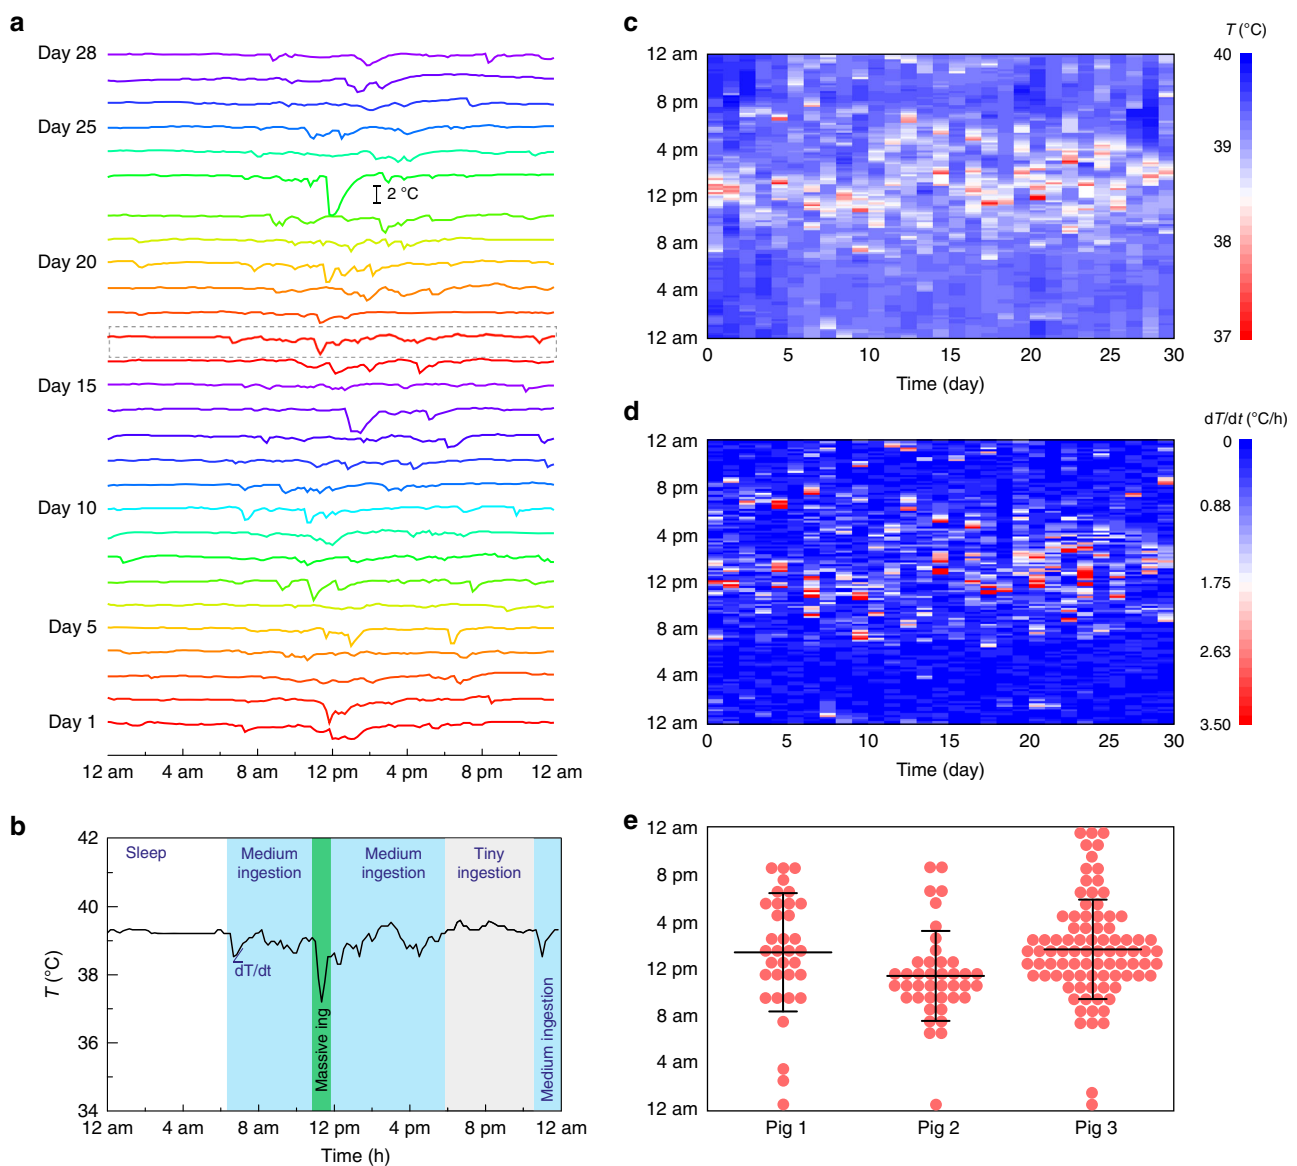 a
Day 28
Day 25
2 °C
Day 20
Day 15
Day 10
Day 5
Day 1
12 am 4 am 8 am 12 pm 4 pm 8 pm 12 am
b
42
40
38
36
34
T (°C)
Sleep
Medium
ingestion
Massive ing
Medium
ingestion
Tiny
ingestion
Medium ingestion
dT/dt
12 am 4 am 8 am 12 pm 4 pm 8 pm 12 am
Time (h)
c
12 am
8 pm
4 pm
12 pm
8 am
4 am
12 am
0 5 10 15 20 25 30
Time (day)
T (°C)
40
39
38
37
d
12 am
8 pm
4 pm
12 pm
8 am
4 am
12 am
0 5 10 15 20 25 30
Time (day)
dT/dt (°C/h)
0
0.88
1.75
2.63
3.50
e
12 am
8 pm
4 pm
12 pm
8 am
4 am
12 am
Pig 1 Pig 2 Pig 3